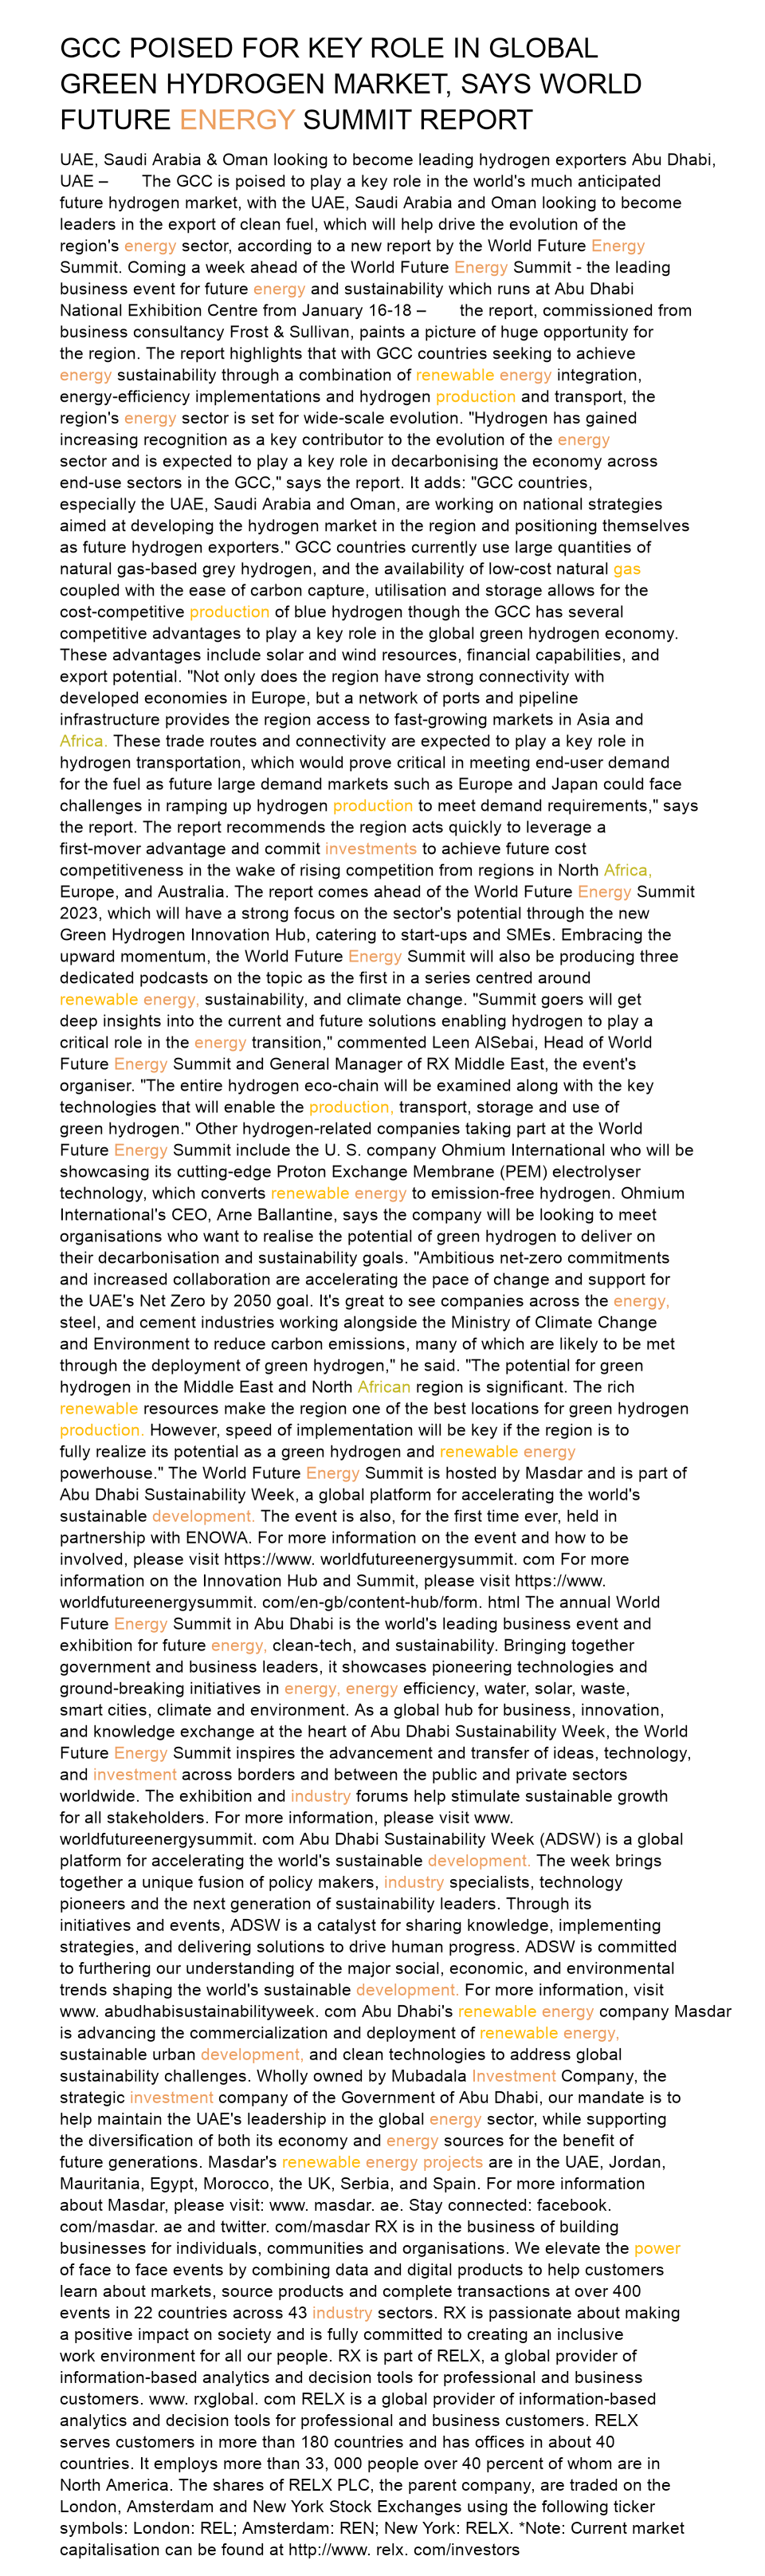 GCC POISED FOR KEY ROLE IN GLOBAL
GREEN HYDROGEN MARKET, SAYS WORLD
FUTURE ENERGY SUMMIT REPORT
UAE, Saudi Arabia & Oman looking to become leading hydrogen exporters Abu Dhabi,
UAE – The GCC is poised to play a key role in the world's much anticipated
future hydrogen market, with the UAE, Saudi Arabia and Oman looking to become
leaders in the export of clean fuel, which will help drive the evolution of the
region's energy sector, according to a new report by the World Future Energy
Summit. Coming a week ahead of the World Future Energy Summit - the leading
business event for future energy and sustainability which runs at Abu Dhabi
National Exhibition Centre from January 16-18 – the report, commissioned from
business consultancy Frost & Sullivan, paints a picture of huge opportunity for
the region. The report highlights that with GCC countries seeking to achieve
energy sustainability through a combination of renewable energy integration,
energy-efficiency implementations and hydrogen production and transport, the
region's energy sector is set for wide-scale evolution. "Hydrogen has gained
increasing recognition as a key contributor to the evolution of the energy
sector and is expected to play a key role in decarbonising the economy across
end-use sectors in the GCC," says the report. It adds: "GCC countries,
especially the UAE, Saudi Arabia and Oman, are working on national strategies
aimed at developing the hydrogen market in the region and positioning themselves
as future hydrogen exporters." GCC countries currently use large quantities of
natural gas-based grey hydrogen, and the availability of low-cost natural gas
coupled with the ease of carbon capture, utilisation and storage allows for the
cost-competitive production of blue hydrogen though the GCC has several
competitive advantages to play a key role in the global green hydrogen economy.
These advantages include solar and wind resources, financial capabilities, and
export potential. "Not only does the region have strong connectivity with
developed economies in Europe, but a network of ports and pipeline
infrastructure provides the region access to fast-growing markets in Asia and
Africa. These trade routes and connectivity are expected to play a key role in
hydrogen transportation, which would prove critical in meeting end-user demand
for the fuel as future large demand markets such as Europe and Japan could face
challenges in ramping up hydrogen production to meet demand requirements," says
the report. The report recommends the region acts quickly to leverage a
first-mover advantage and commit investments to achieve future cost
competitiveness in the wake of rising competition from regions in North Africa,
Europe, and Australia. The report comes ahead of the World Future Energy Summit
2023, which will have a strong focus on the sector's potential through the new
Green Hydrogen Innovation Hub, catering to start-ups and SMEs. Embracing the
upward momentum, the World Future Energy Summit will also be producing three
dedicated podcasts on the topic as the first in a series centred around
renewable energy, sustainability, and climate change. "Summit goers will get
deep insights into the current and future solutions enabling hydrogen to play a
critical role in the energy transition," commented Leen AlSebai, Head of World
Future Energy Summit and General Manager of RX Middle East, the event's
organiser. "The entire hydrogen eco-chain will be examined along with the key
technologies that will enable the production, transport, storage and use of
green hydrogen." Other hydrogen-related companies taking part at the World
Future Energy Summit include the U. S. company Ohmium International who will be
showcasing its cutting-edge Proton Exchange Membrane (PEM) electrolyser
technology, which converts renewable energy to emission-free hydrogen. Ohmium
International's CEO, Arne Ballantine, says the company will be looking to meet
organisations who want to realise the potential of green hydrogen to deliver on
their decarbonisation and sustainability goals. "Ambitious net-zero commitments
and increased collaboration are accelerating the pace of change and support for
the UAE's Net Zero by 2050 goal. It's great to see companies across the energy,
steel, and cement industries working alongside the Ministry of Climate Change
and Environment to reduce carbon emissions, many of which are likely to be met
through the deployment of green hydrogen," he said. "The potential for green
hydrogen in the Middle East and North African region is significant. The rich
renewable resources make the region one of the best locations for green hydrogen
production. However, speed of implementation will be key if the region is to
fully realize its potential as a green hydrogen and renewable energy
powerhouse." The World Future Energy Summit is hosted by Masdar and is part of
Abu Dhabi Sustainability Week, a global platform for accelerating the world's
sustainable development. The event is also, for the first time ever, held in
partnership with ENOWA. For more information on the event and how to be
involved, please visit https://www. worldfutureenergysummit. com For more
information on the Innovation Hub and Summit, please visit https://www.
worldfutureenergysummit. com/en-gb/content-hub/form. html The annual World
Future Energy Summit in Abu Dhabi is the world's leading business event and
exhibition for future energy, clean-tech, and sustainability. Bringing together
government and business leaders, it showcases pioneering technologies and
ground-breaking initiatives in energy, energy efficiency, water, solar, waste,
smart cities, climate and environment. As a global hub for business, innovation,
and knowledge exchange at the heart of Abu Dhabi Sustainability Week, the World
Future Energy Summit inspires the advancement and transfer of ideas, technology,
and investment across borders and between the public and private sectors
worldwide. The exhibition and industry forums help stimulate sustainable growth
for all stakeholders. For more information, please visit www.
worldfutureenergysummit. com Abu Dhabi Sustainability Week (ADSW) is a global
platform for accelerating the world's sustainable development. The week brings
together a unique fusion of policy makers, industry specialists, technology
pioneers and the next generation of sustainability leaders. Through its
initiatives and events, ADSW is a catalyst for sharing knowledge, implementing
strategies, and delivering solutions to drive human progress. ADSW is committed
to furthering our understanding of the major social, economic, and environmental
trends shaping the world's sustainable development. For more information, visit
www. abudhabisustainabilityweek. com Abu Dhabi's renewable energy company Masdar
is advancing the commercialization and deployment of renewable energy,
sustainable urban development, and clean technologies to address global
sustainability challenges. Wholly owned by Mubadala Investment Company, the
strategic investment company of the Government of Abu Dhabi, our mandate is to
help maintain the UAE's leadership in the global energy sector, while supporting
the diversification of both its economy and energy sources for the benefit of
future generations. Masdar's renewable energy projects are in the UAE, Jordan,
Mauritania, Egypt, Morocco, the UK, Serbia, and Spain. For more information
about Masdar, please visit: www. masdar. ae. Stay connected: facebook.
com/masdar. ae and twitter. com/masdar RX is in the business of building
businesses for individuals, communities and organisations. We elevate the power
of face to face events by combining data and digital products to help customers
learn about markets, source products and complete transactions at over 400
events in 22 countries across 43 industry sectors. RX is passionate about making
a positive impact on society and is fully committed to creating an inclusive
work environment for all our people. RX is part of RELX, a global provider of
information-based analytics and decision tools for professional and business
customers. www. rxglobal. com RELX is a global provider of information-based
analytics and decision tools for professional and business customers. RELX
serves customers in more than 180 countries and has offices in about 40
countries. It employs more than 33, 000 people over 40 percent of whom are in
North America. The shares of RELX PLC, the parent company, are traded on the
London, Amsterdam and New York Stock Exchanges using the following ticker
symbols: London: REL; Amsterdam: REN; New York: RELX. *Note: Current market
capitalisation can be found at http://www. relx. com/investors